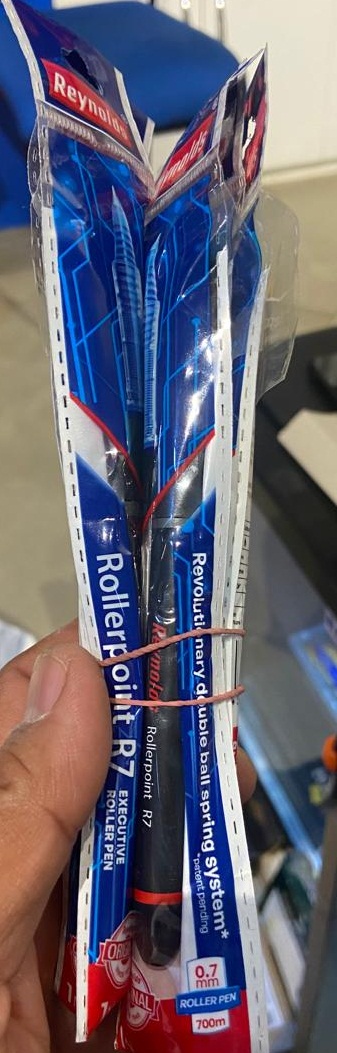 Reynolds
Rollerpoint R7
EXECUTIVE
ROLLER PEN
Reynolds
Rollerpoint R7
Revolutionary double ball spring system*
*patent pending
0.7
mm
ROLLER PEN
700m